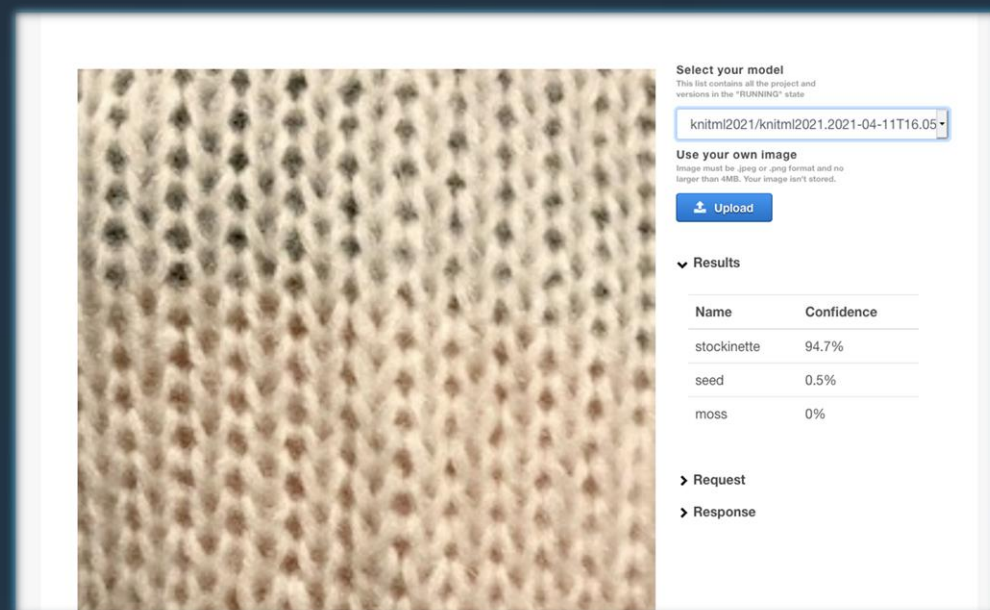 Select your model
This list contains all the project and
versions in the "RUNNING" state
knitml2021/knitml2021.2021-04-11T16.05
Use your own image
Image must be .jpeg or .png format and no
larger than 4MB. Your image isn't stored.
Upload
Results
Name Confidence
stockinette 94.7%
seed 0.5%
moss 0%
Request
Response